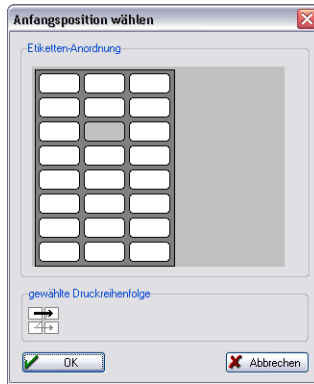 Anfangsposition wählen
Etiketten-Anordnung
gewählte Druckreihenfolge
OK
Abbrechen